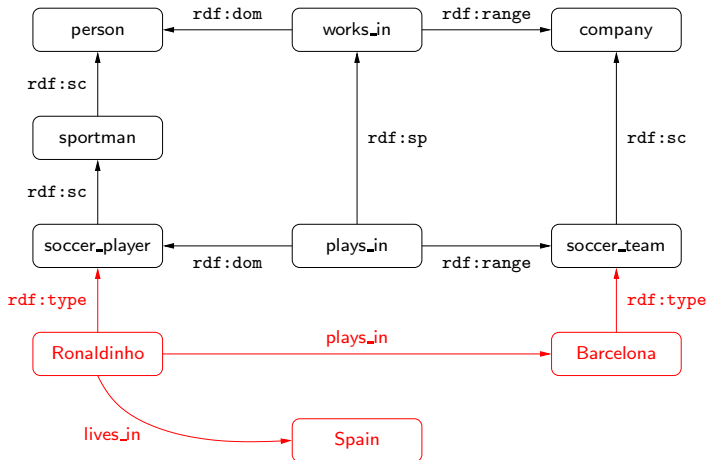 person
rdf:dom
works_in
rdf:range
company
rdf:sc
sportman
rdf:sp
rdf:sc
rdf:sc
soccer_player
rdf:dom
plays_in
rdf:range
soccer_team
rdf:type
rdf:type
Ronaldinho
plays_in
Barcelona
lives_in
Spain